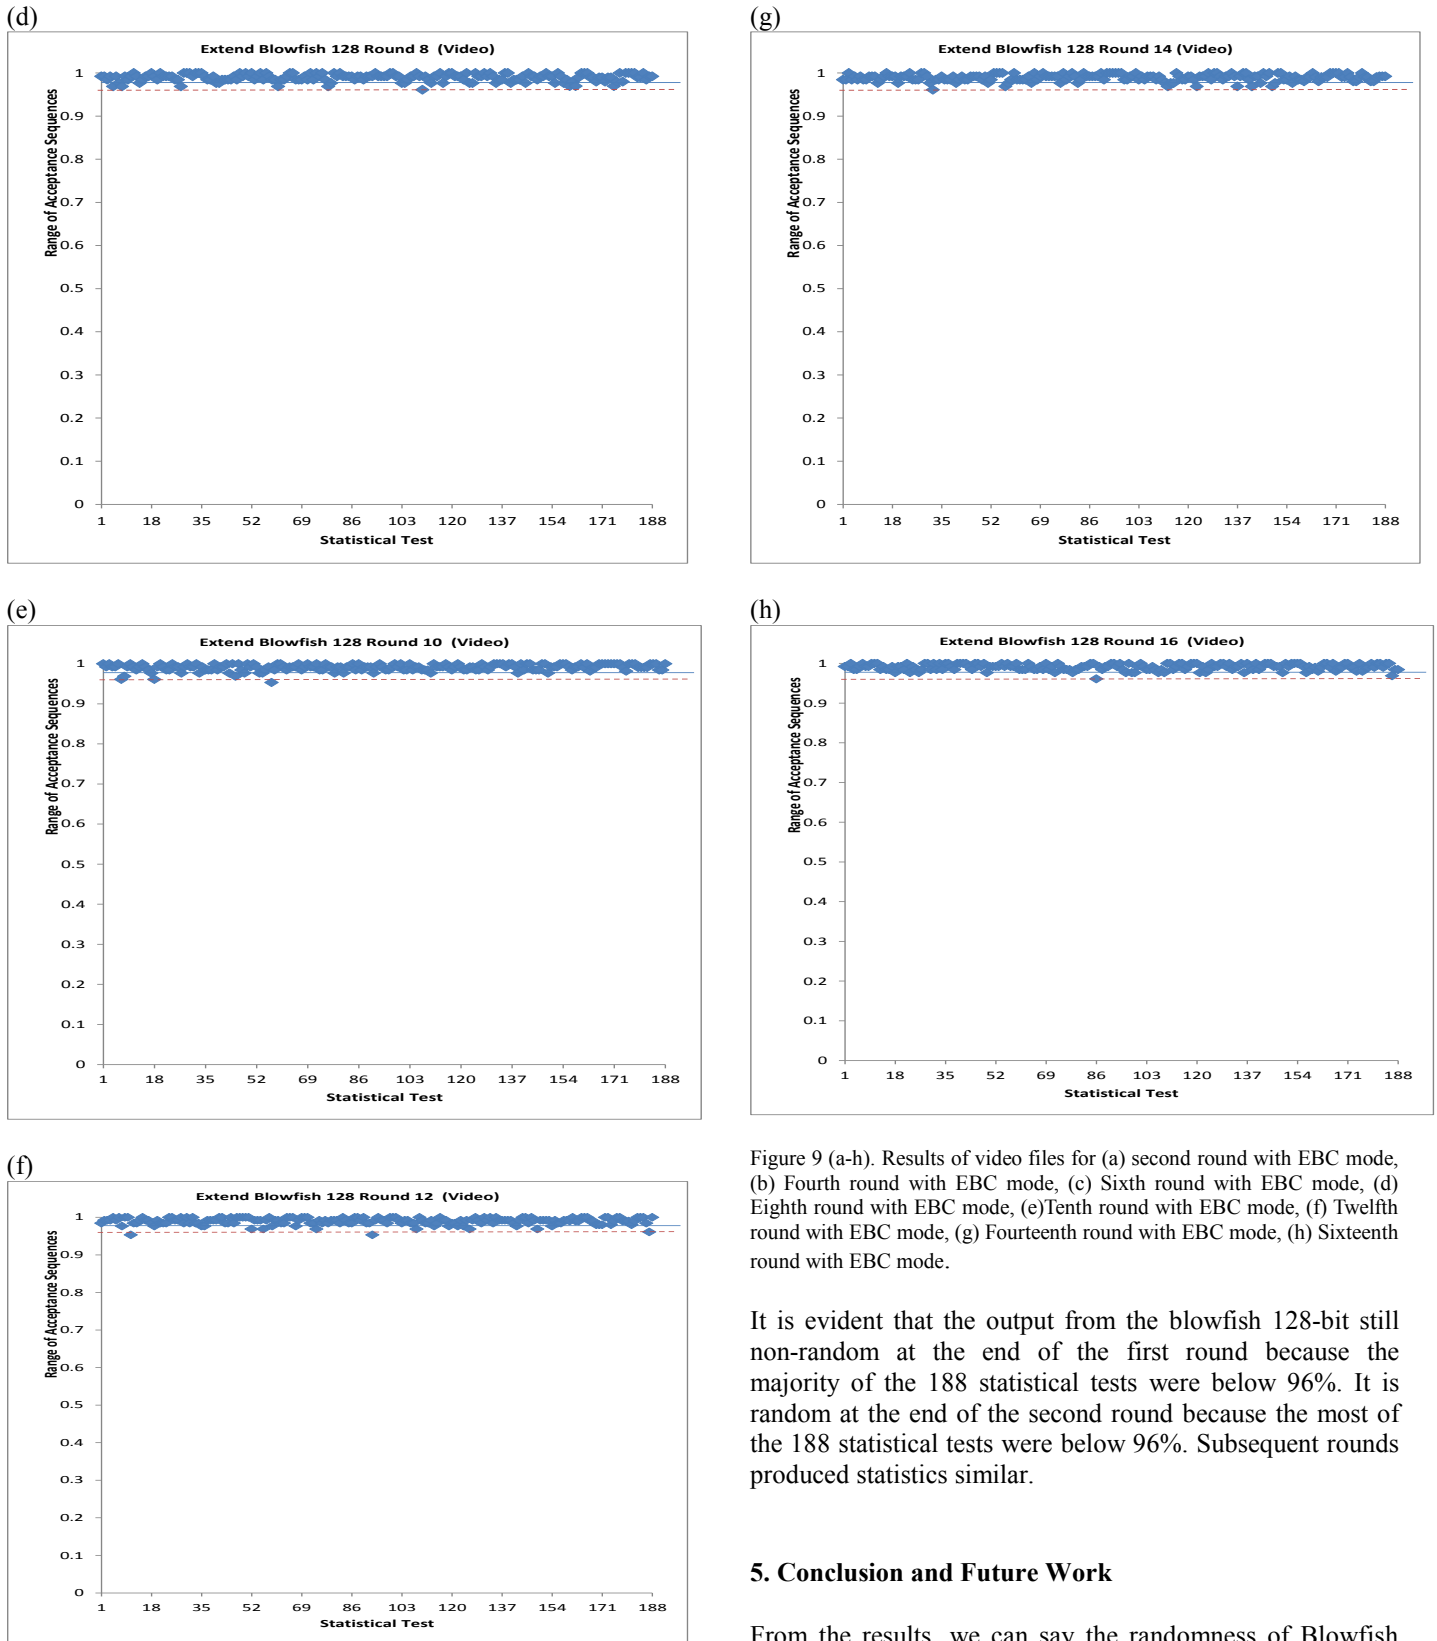 (d)
Extend Blowfish 128 Round 8 (Video)
Range of Acceptance Sequences
1
0.9
0.8
0.7
0.6
0.5
0.4
0.3
0.2
0.1
0
1 18 35 52 69 86 103 120 137 154 171 188
Statistical Test
(e)
Extend Blowfish 128 Round 10 (Video)
Range of Acceptance Sequences
1
0.9
0.8
0.7
0.6
0.5
0.4
0.3
0.2
0.1
0
1 18 35 52 69 86 103 120 137 154 171 188
Statistical Test
(f)
Extend Blowfish 128 Round 12 (Video)
Range of Acceptance Sequences
1
0.9
0.8
0.7
0.6
0.5
0.4
0.3
0.2
0.1
0
1 18 35 52 69 86 103 120 137 154 171 188
Statistical Test
(g)
Extend Blowfish 128 Round 14 (Video)
Range of Acceptance Sequences
1
0.9
0.8
0.7
0.6
0.5
0.4
0.3
0.2
0.1
0
1 18 35 52 69 86 103 120 137 154 171 188
Statistical Test
(h)
Extend Blowfish 128 Round 16 (Video)
Range of Acceptance Sequences
1
0.9
0.8
0.7
0.6
0.5
0.4
0.3
0.2
0.1
0
1 18 35 52 69 86 103 120 137 154 171 188
Statistical Test
Figure 9 (a-h). Results of video files for (a) second round with EBC mode,
(b) Fourth round with EBC mode, (c) Sixth round with EBC mode, (d)
Eighth round with EBC mode, (e)Tenth round with EBC mode, (f) Twelfth
round with EBC mode, (g) Fourteenth round with EBC mode, (h) Sixteenth
round with EBC mode.
It is evident that the output from the blowfish 128-bit still
non-random at the end of the first round because the
majority of the 188 statistical tests were below 96%. It is
random at the end of the second round because the most of
the 188 statistical tests were below 96%. Subsequent rounds
produced statistics similar.
5. Conclusion and Future Work
From the results, we can say the randomness of Blowfish